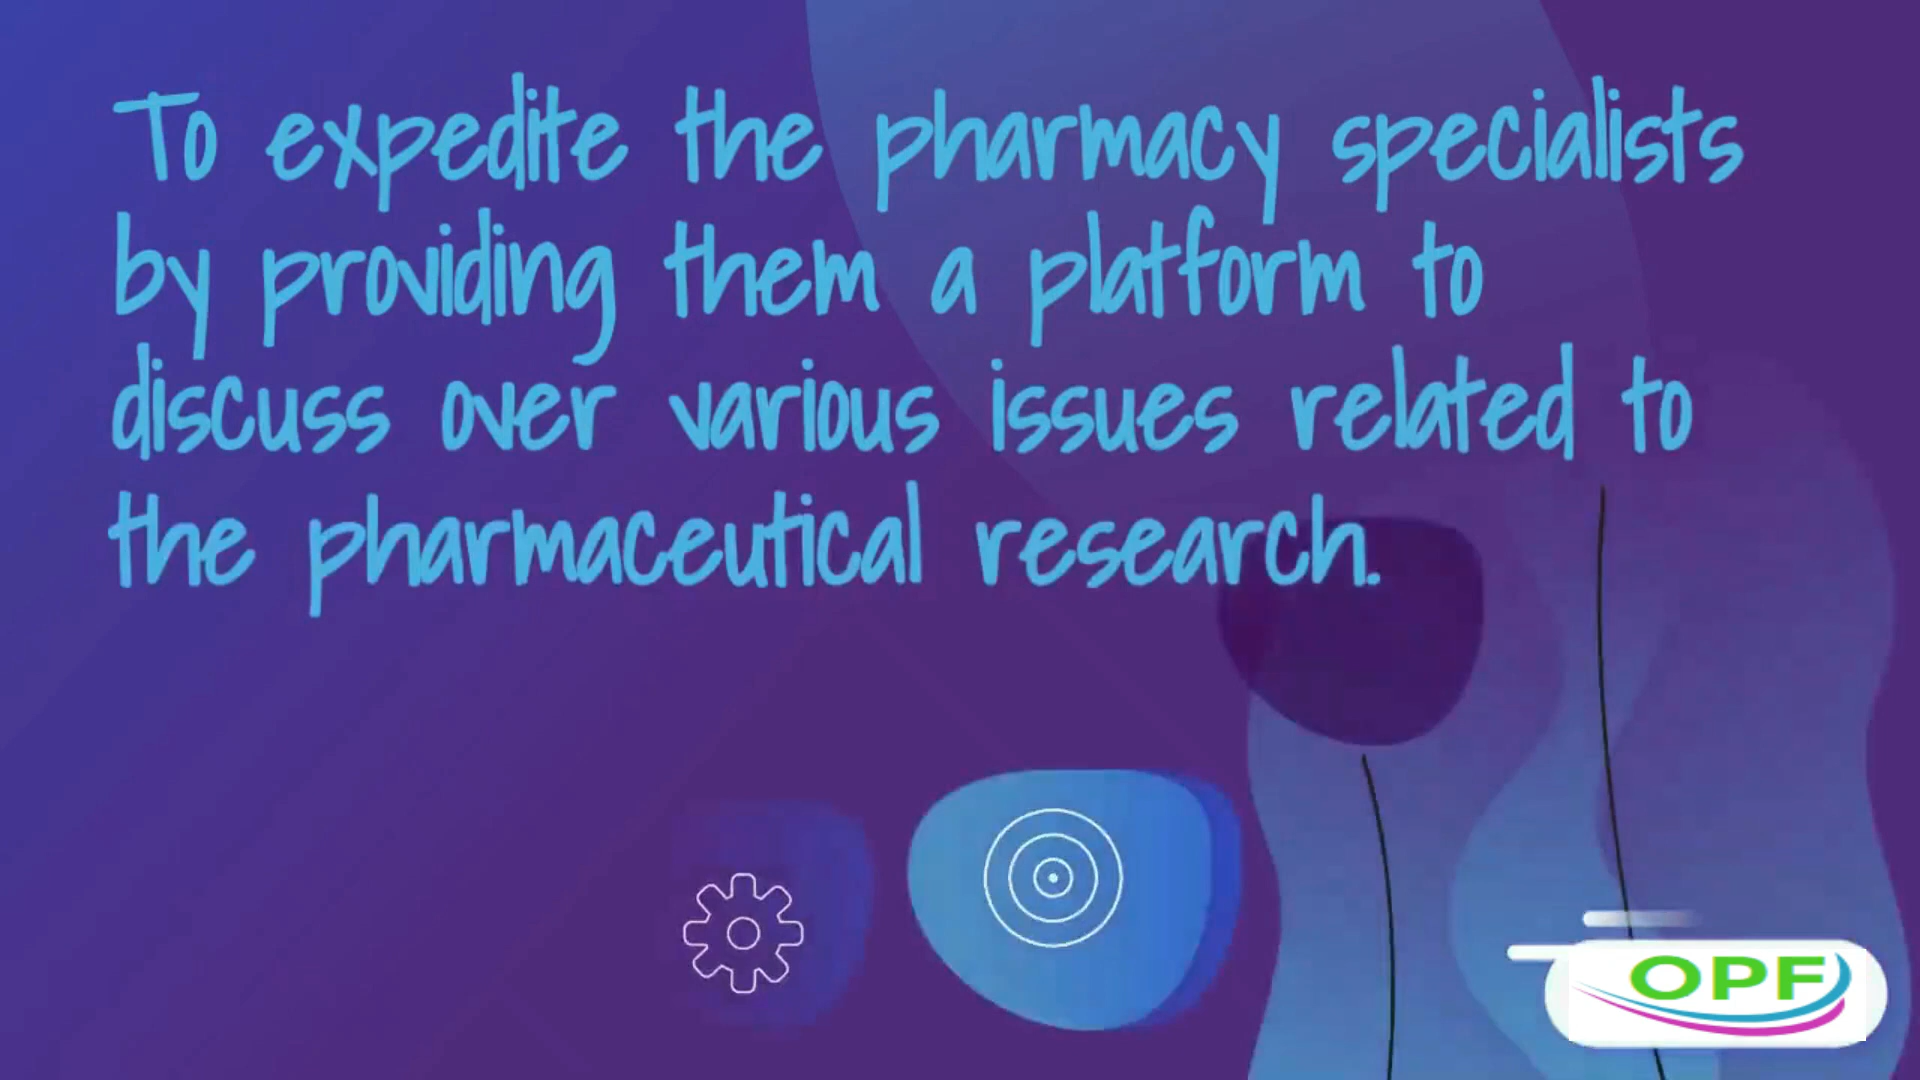 To expedite the pharmacy specialists
by providing them a platform to
discuss over various issues related to
the pharmaceutical research.
OPF